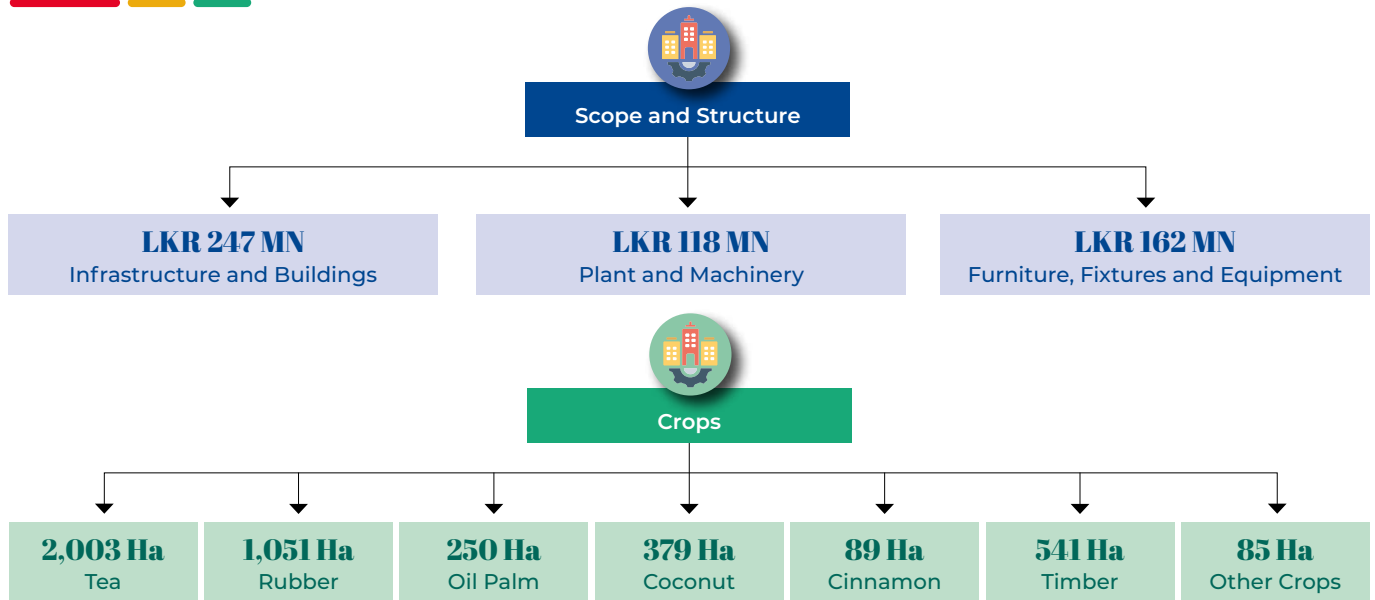 Scope and Structure
LKR 247 MN
Infrastructure and Buildings
LKR 118 MN
Plant and Machinery
LKR 162 MN
Furniture, Fixtures and Equipment
Crops
2,003 Ha
Tea
1,051 Ha
Rubber
250 Ha
Oil Palm
379 Ha
Coconut
89 Ha
Cinnamon
541 Ha
Timber
85 Ha
Other Crops